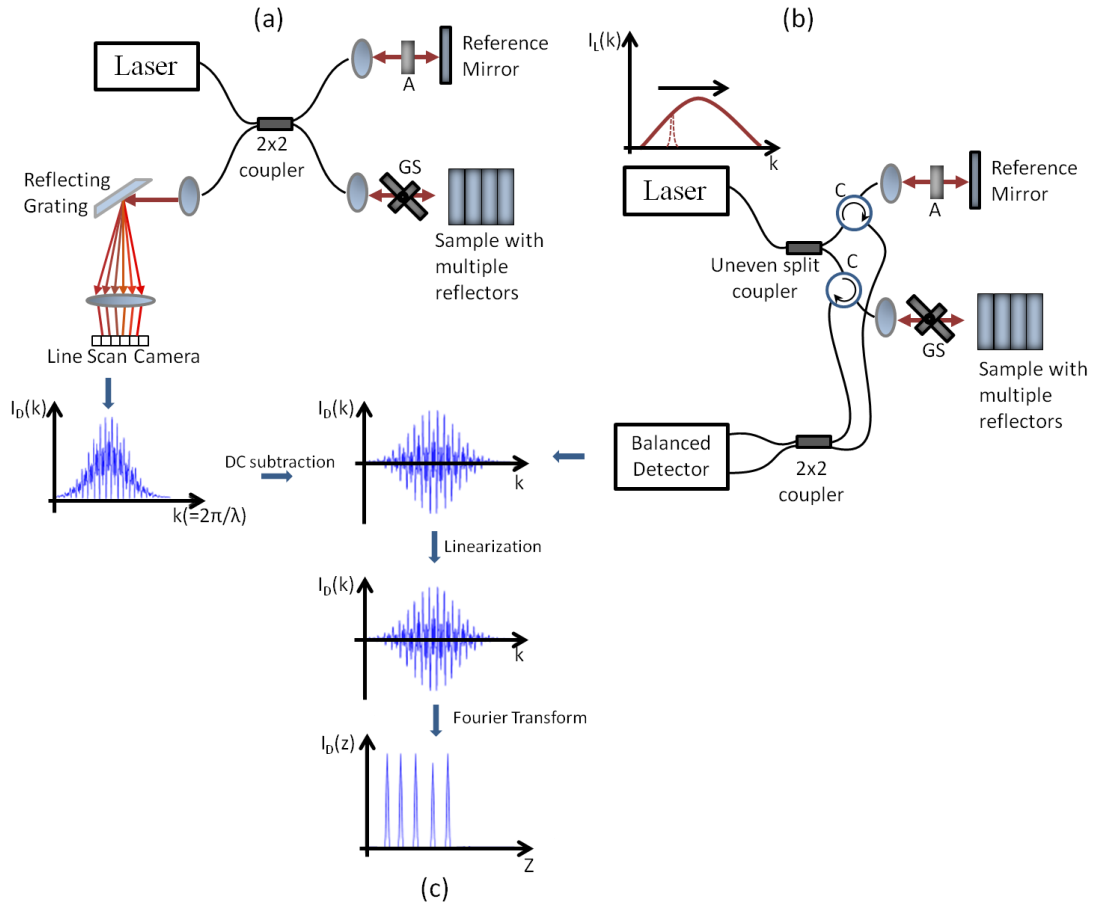 (a)
Laser
A
Reference
Mirror
2x2
coupler
GS
Sample with
multiple
reflectors
Reflecting
Grating
Line Scan Camera
I_D(k)
k(=2π/λ)
DC subtraction
(b)
I_L(k)
k
Laser
C
A
Reference
Mirror
Uneven split
coupler
C
GS
Sample with
multiple
reflectors
Balanced
Detector
2x2
coupler
I_D(k)
k
Linearization
I_D(k)
k
Fourier Transform
I_D(z)
Z
(c)